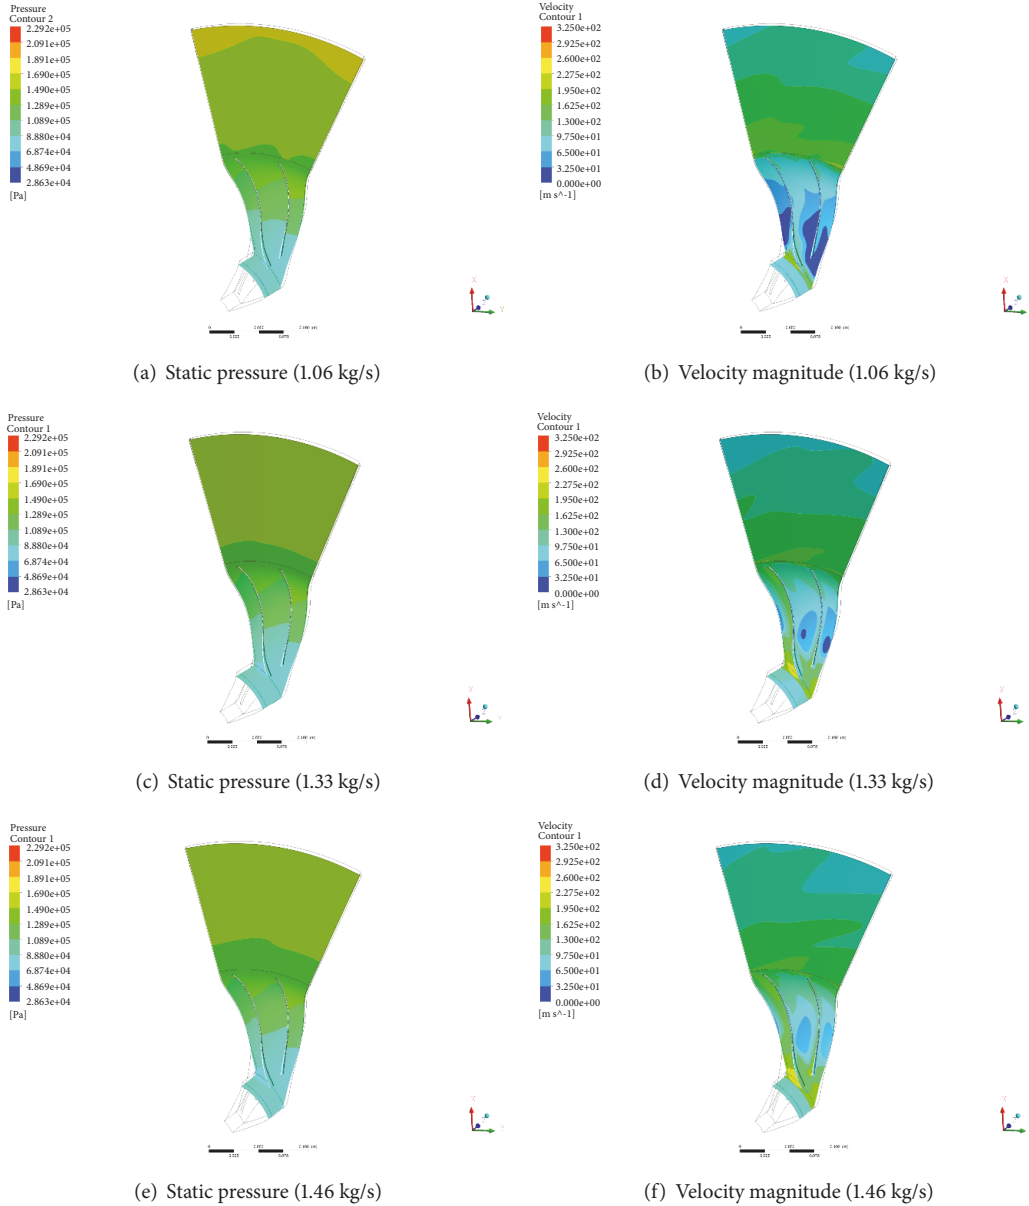 Pressure
Contour 2
2.292e+05
2.091e+05
1.891e+05
1.690e+05
1.490e+05
1.289e+05
1.089e+05
8.880e+04
6.874e+04
4.869e+04
2.863e+04
[Pa]
Velocity
Contour 1
3.250e+02
2.925e+02
2.600e+02
2.275e+02
1.950e+02
1.625e+02
1.300e+02
9.750e+01
6.500e+01
3.250e+01
0.000e+00
[m s^-1]
(a) Static pressure (1.06 kg/s)
(b) Velocity magnitude (1.06 kg/s)
Pressure
Contour 1
2.292e+05
2.091e+05
1.891e+05
1.690e+05
1.490e+05
1.289e+05
1.089e+05
8.880e+04
6.874e+04
4.869e+04
2.863e+04
[Pa]
Velocity
Contour 1
3.250e+02
2.925e+02
2.600e+02
2.275e+02
1.950e+02
1.625e+02
1.300e+02
9.750e+01
6.500e+01
3.250e+01
0.000e+00
[m s^-1]
(c) Static pressure (1.33 kg/s)
(d) Velocity magnitude (1.33 kg/s)
Pressure
Contour 1
2.292e+05
2.091e+05
1.891e+05
1.690e+05
1.490e+05
1.289e+05
1.089e+05
8.880e+04
6.874e+04
4.869e+04
2.863e+04
[Pa]
Velocity
Contour 1
3.250e+02
2.925e+02
2.600e+02
2.275e+02
1.950e+02
1.625e+02
1.300e+02
9.750e+01
6.500e+01
3.250e+01
0.000e+00
[m s^-1]
(e) Static pressure (1.46 kg/s)
(f) Velocity magnitude (1.46 kg/s)